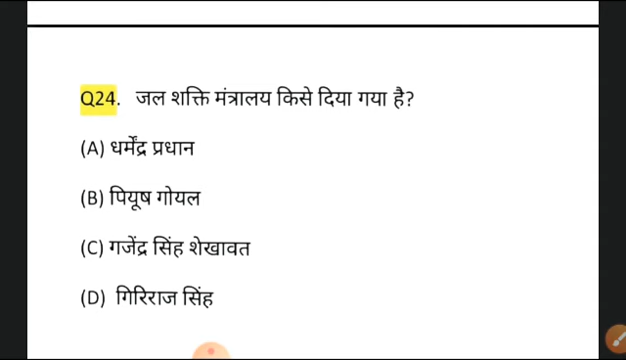 Q24. जल शक्ति मंत्रालय किसे दिया गया है?
(A) धर्मेंद्र प्रधान
(B) पियूष गोयल
(C) गजेंद्र सिंह शेखावत
(D) गिरिराज सिंह